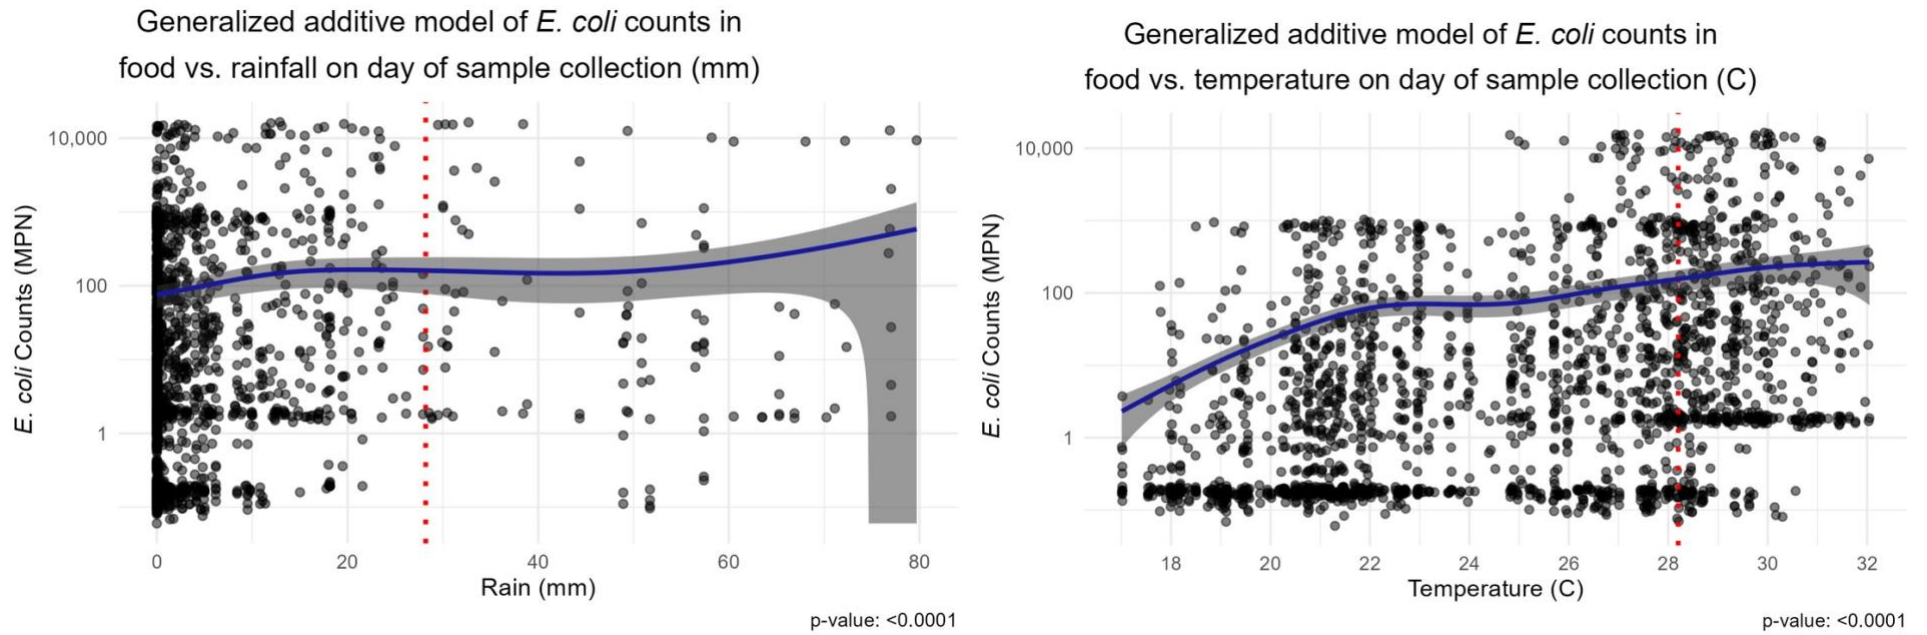 Generalized additive model of E. coli counts in
food vs. rainfall on day of sample collection (mm)
E. coli Counts (MPN)
10,000
100
1
0 20 40 60 80
Rain (mm)
p-value: <0.0001
Generalized additive model of E. coli counts in
food vs. temperature on day of sample collection (C)
E. coli Counts (MPN)
10,000
100
1
18 20 22 24 26 28 30 32
Temperature (C)
p-value: <0.0001